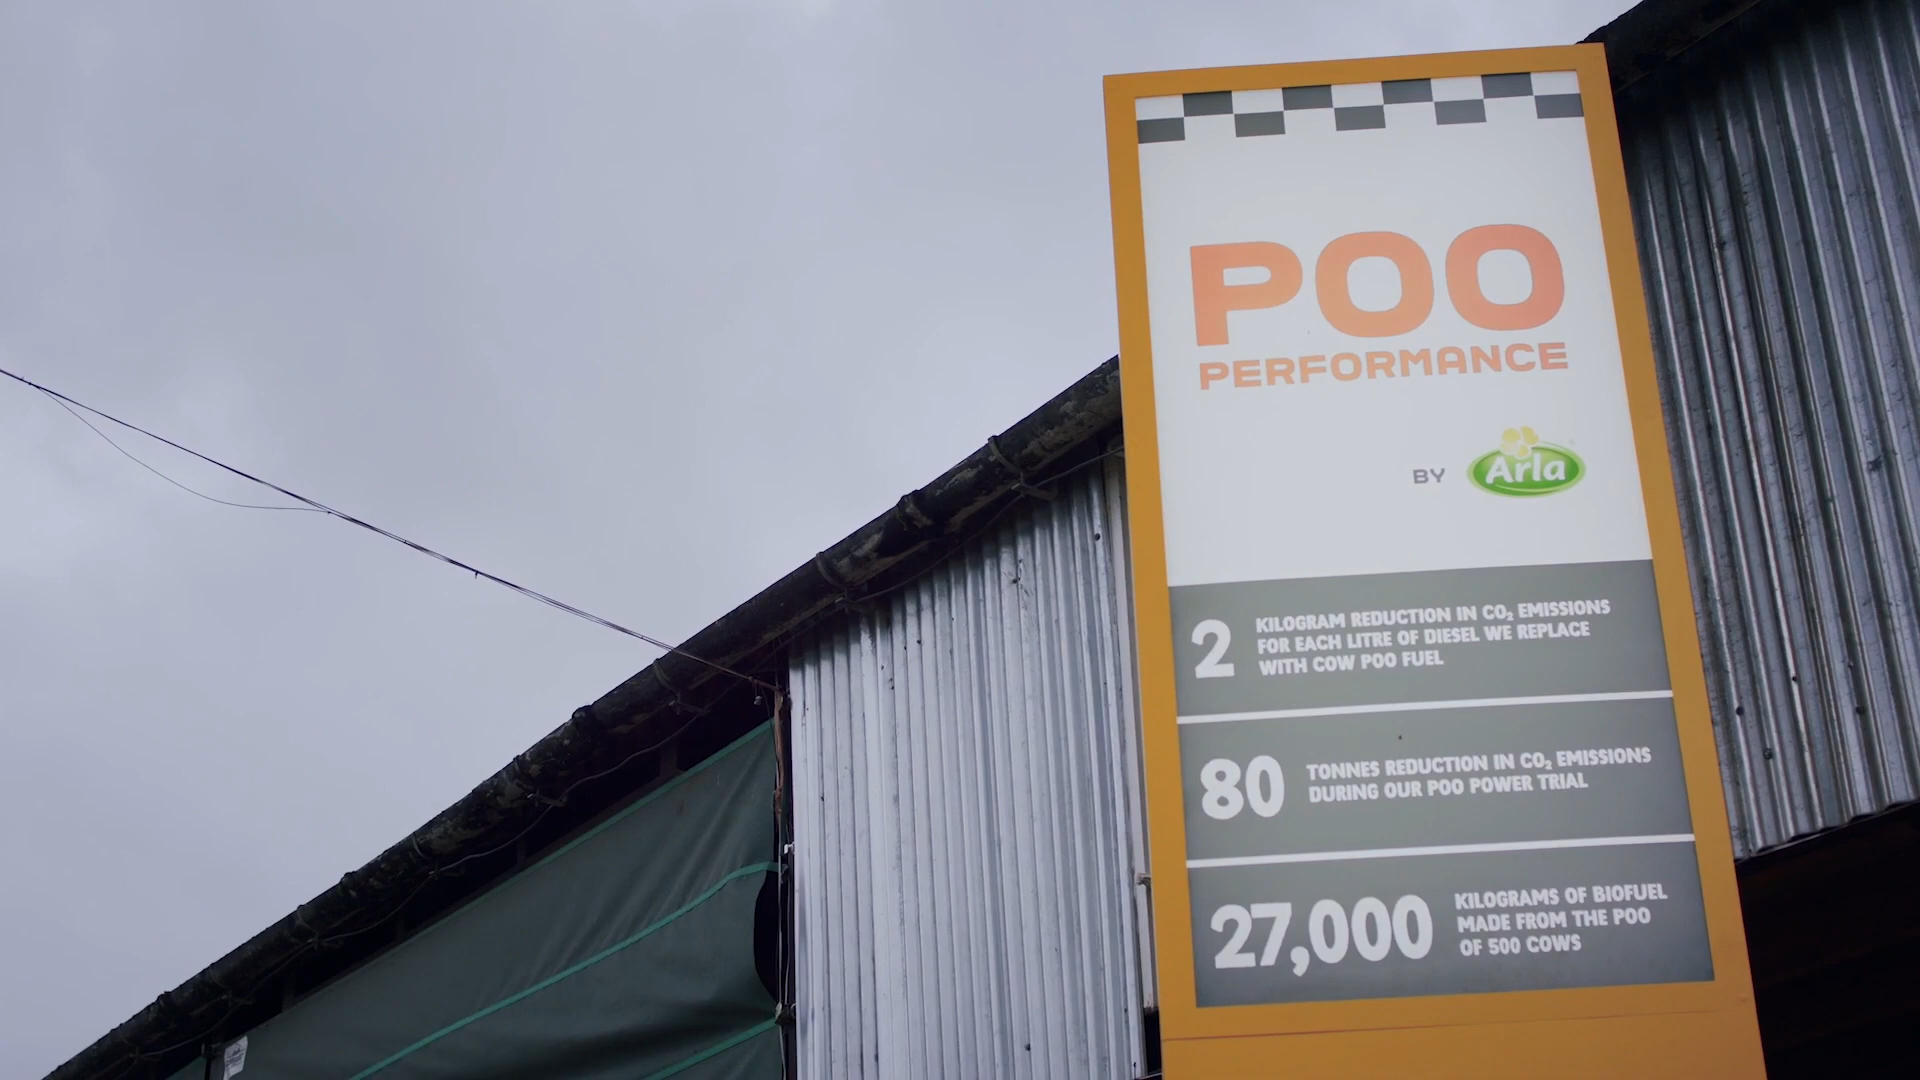 POO
PERFORMANCE
BY Arla
2 KILOGRAM REDUCTION IN CO₂ EMISSIONS
FOR EACH LITRE OF DIESEL WE REPLACE
WITH COW POO FUEL
80 TONNES REDUCTION IN CO₂ EMISSIONS
DURING OUR POO POWER TRIAL
27,000 KILOGRAMS OF BIOFUEL
MADE FROM THE POO
OF 500 COWS